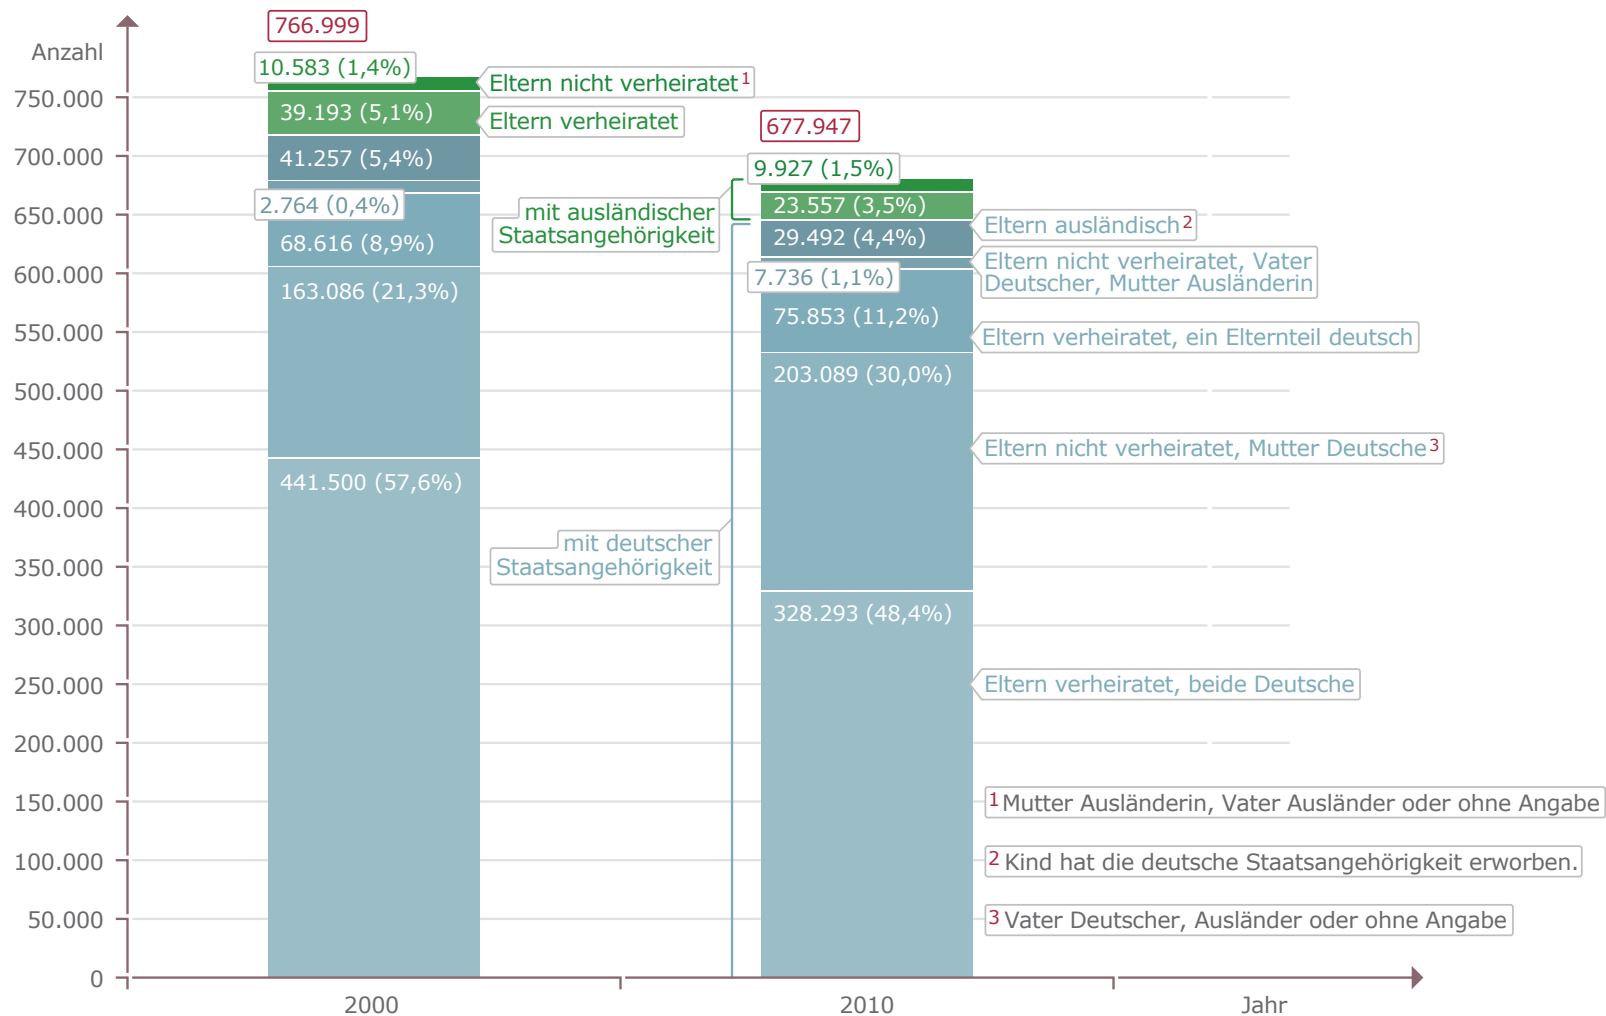 766.999
Anzahl
10.583 (1,4%)
Eltern nicht verheiratet1
750.000
39.193 (5,1%)
Eltern verheiratet
677.947
700.000
41.257 (5,4%)
9.927 (1,5%)
2.764 (0,4%)
mit ausländischer
Staatsangehörigkeit
23.557 (3,5%)
650.000
Eltern ausländisch2
68.616 (8,9%)
29.492 (4,4%)
Eltern nicht verheiratet, Vater
Deutscher, Mutter Ausländerin
600.000
7.736 (1,1%)
163.086 (21,3%)
75.853 (11,2%)
550.000
Eltern verheiratet, ein Elternteil deutsch
203.089 (30,0%)
500.000
450.000
Eltern nicht verheiratet, Mutter Deutsche3
441.500 (57,6%)
400.000
mit deutscher
Staatsangehörigkeit
350.000
328.293 (48,4%)
300.000
250.000
Eltern verheiratet, beide Deutsche
200.000
150.000
1 Mutter Ausländerin, Vater Ausländer oder ohne Angabe
100.000
2 Kind hat die deutsche Staatsangehörigkeit erworben.
50.000
3 Vater Deutscher, Ausländer oder ohne Angabe
0
2000
2010
Jahr